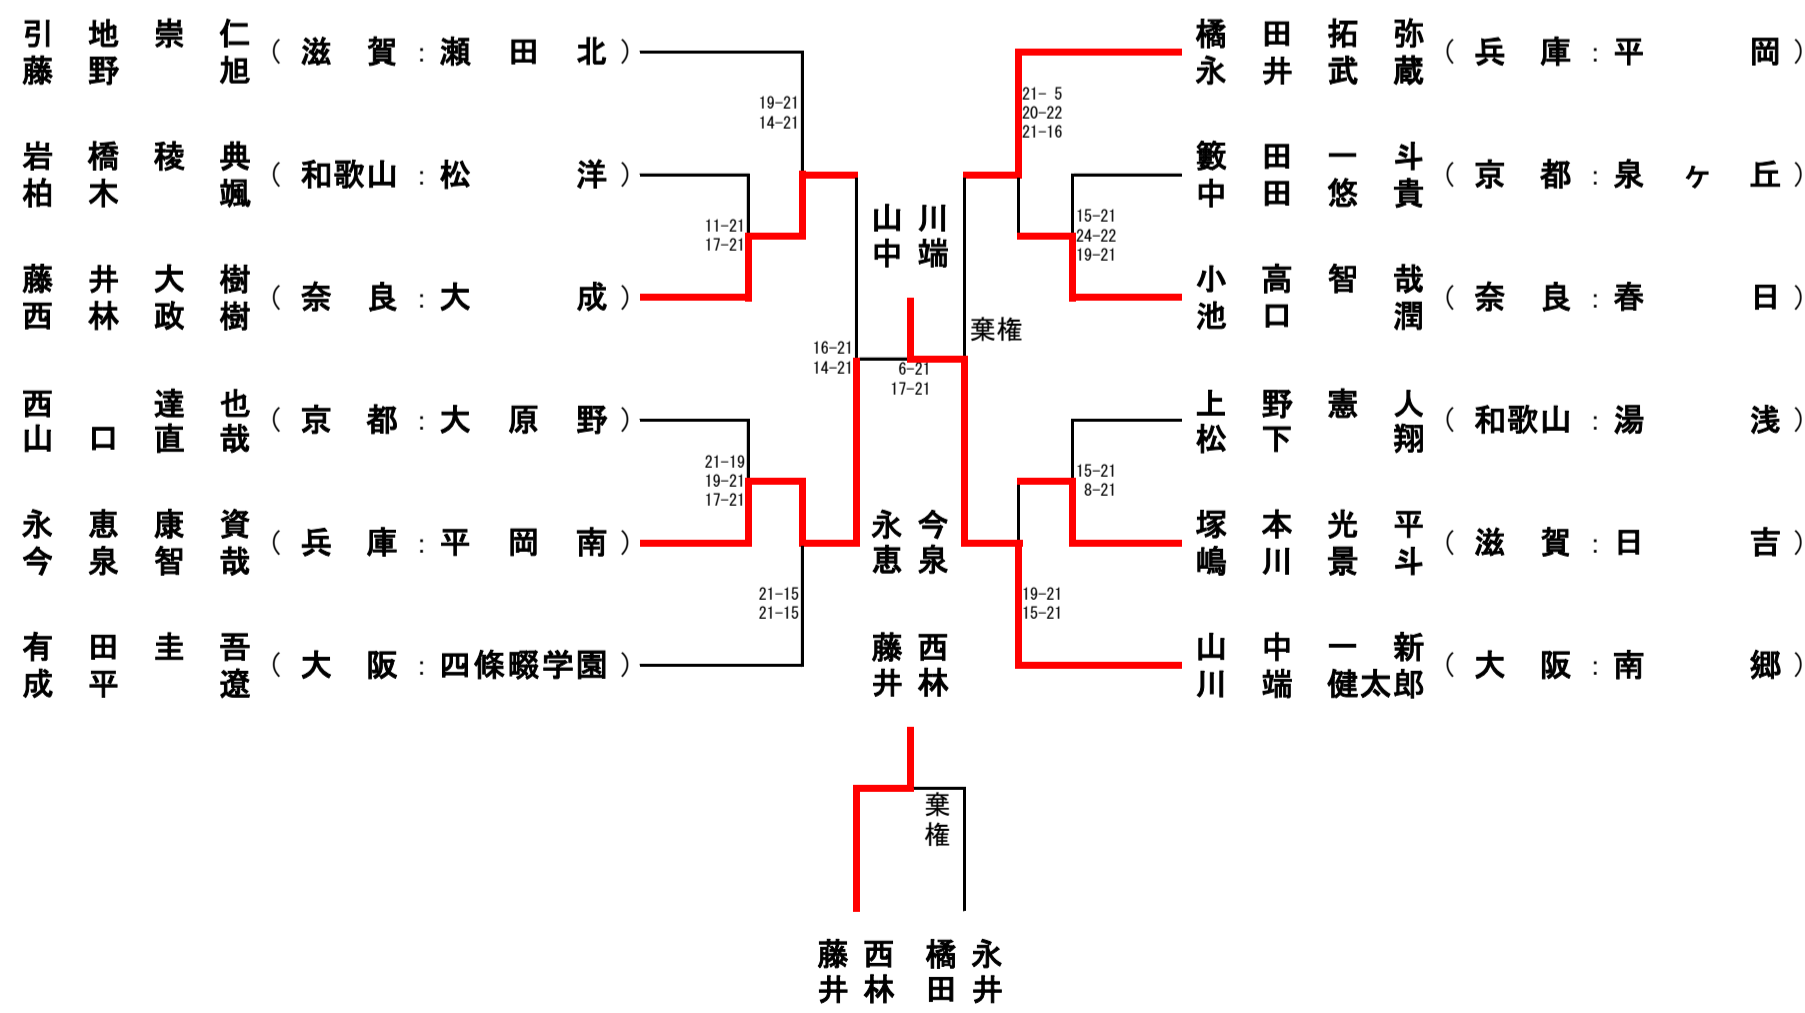 引地崇仁
藤野旭
(滋賀:瀬田北)
岩橋稜典
柏木颯
(和歌山:松洋)
藤井大樹
西林政樹
(奈良:大成)
西達也
山口直哉
(京都:大原野)
永恵康資
今泉智哉
(兵庫:平岡南)
有田圭吾
成平遼
(大阪:四條畷学園)
19-21
14-21
11-21
17-21
21-19
19-21
17-21
21-15
21-15
16-21
14-21
山中
川端
6-21
17-21
永恵
今泉
藤井
西林
棄権
21- 5
20-22
21-16
15-21
24-22
19-21
15-21
8-21
19-21
15-21
橘田拓弥
永井武蔵
(兵庫:平岡)
籔田一斗
中田悠貴
(京都:泉ヶ丘)
小高智哉
池口潤
(奈良:春日)
上野憲人
松下翔
(和歌山:湯浅)
塚本光平
嶋川景斗
(滋賀:日吉)
山中一新
川端健太郎
(大阪:南郷)
棄権
藤井
西林
橘田
永井